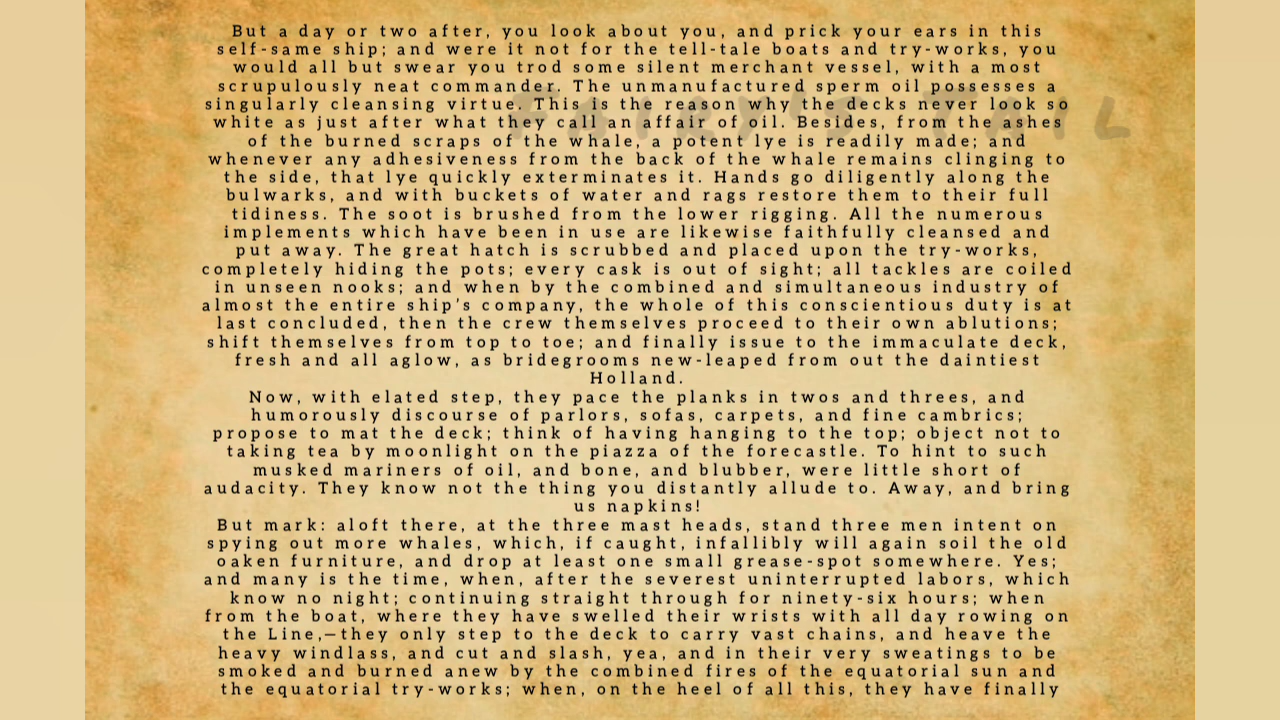 But a day or two after, you look about you, and prick your ears in this
self-same ship; and were it not for the tell-tale boats and try-works, you
would all but swear you trod some silent merchant vessel, with a most
scrupulously neat commander. The unmanufactured sperm oil possesses a
singularly cleansing virtue. This is the reason why the decks never look so
white as just after what they call an affair of oil. Besides, from the ashes
of the burned scraps of the whale, a potent lye is readily made; and
whenever any adhesiveness from the back of the whale remains clinging to
the side, that lye quickly exterminates it. Hands go diligently along the
bulwarks, and with buckets of water and rags restore them to their full
tidiness. The soot is brushed from the lower rigging. All the numerous
implements which have been in use are likewise faithfully cleansed and
put away. The great hatch is scrubbed and placed upon the try-works,
completely hiding the pots; every cask is out of sight; all tackles are coiled
in unseen nooks; and when by the combined and simultaneous industry of
almost the entire ship's company, the whole of this conscientious duty is at
last concluded, then the crew themselves proceed to their own ablutions;
shift themselves from top to toe; and finally issue to the immaculate deck,
fresh and all aglow, as bridegrooms new-leaped from out the daintiest
Holland.
Now, with elated step, they pace the planks in twos and threes, and
humorously discourse of parlors, sofas, carpets, and fine cambrics;
propose to mat the deck; think of having hanging to the top; object not to
taking tea by moonlight on the piazza of the forecastle. To hint to such
musked mariners of oil, and bone, and blubber, were little short of
audacity. They know not the thing you distantly allude to. Away, and bring
us napkins!
But mark: aloft there, at the three mast heads, stand three men intent on
spying out more whales, which, if caught, infallibly will again soil the old
oaken furniture, and drop at least one small grease-spot somewhere. Yes;
and many is the time, when, after the severest uninterrupted labors, which
know no night; continuing straight through for ninety-six hours; when
from the boat, where they have swelled their wrists with all day rowing on
the Line,—they only step to the deck to carry vast chains, and heave the
heavy windlass, and cut and slash, yea, and in their very sweatings to be
smoked and burned anew by the combined fires of the equatorial sun and
the equatorial try-works; when, on the heel of all this, they have finally